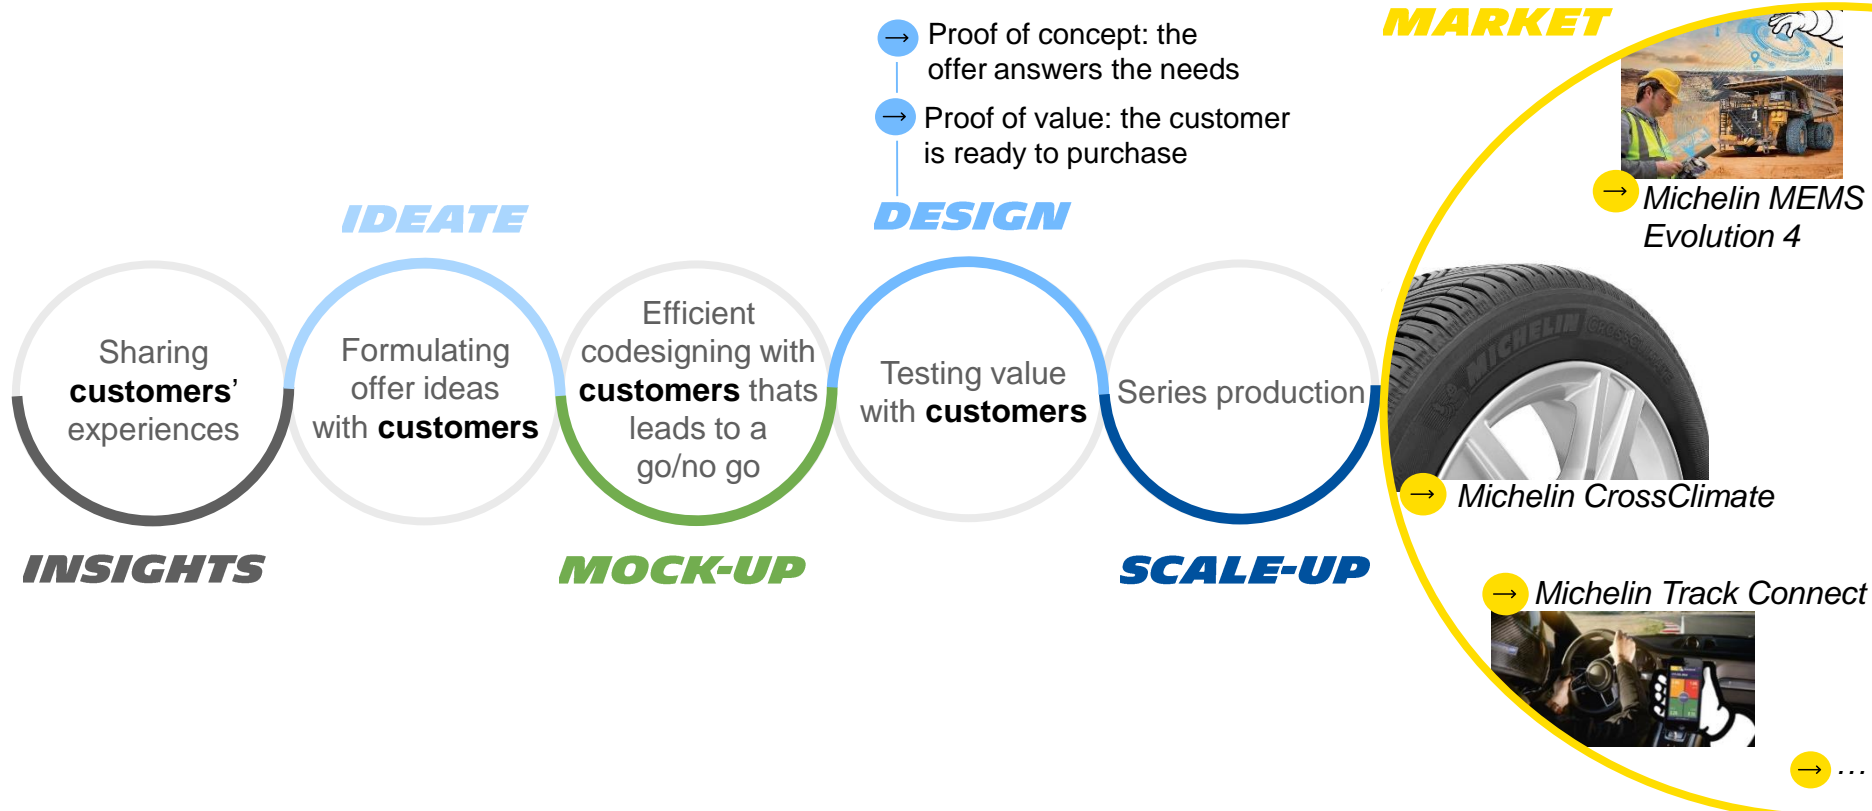 MARKET
→ Proof of concept: the
offer answers the needs
→ Proof of value: the customer
is ready to purchase
IDEATE
DESIGN
→ Michelin MEMS
Evolution 4
Sharing
customers’
experiences
Formulating
offer ideas
with customers
Efficient
codesigning with
customers thats
leads to a
go/no go
Testing value
with customers
Series production
MICHELIN CROSSCLIMATE
→ Michelin CrossClimate
INSIGHTS
MOCK-UP
SCALE-UP
→ Michelin Track Connect
→ ...